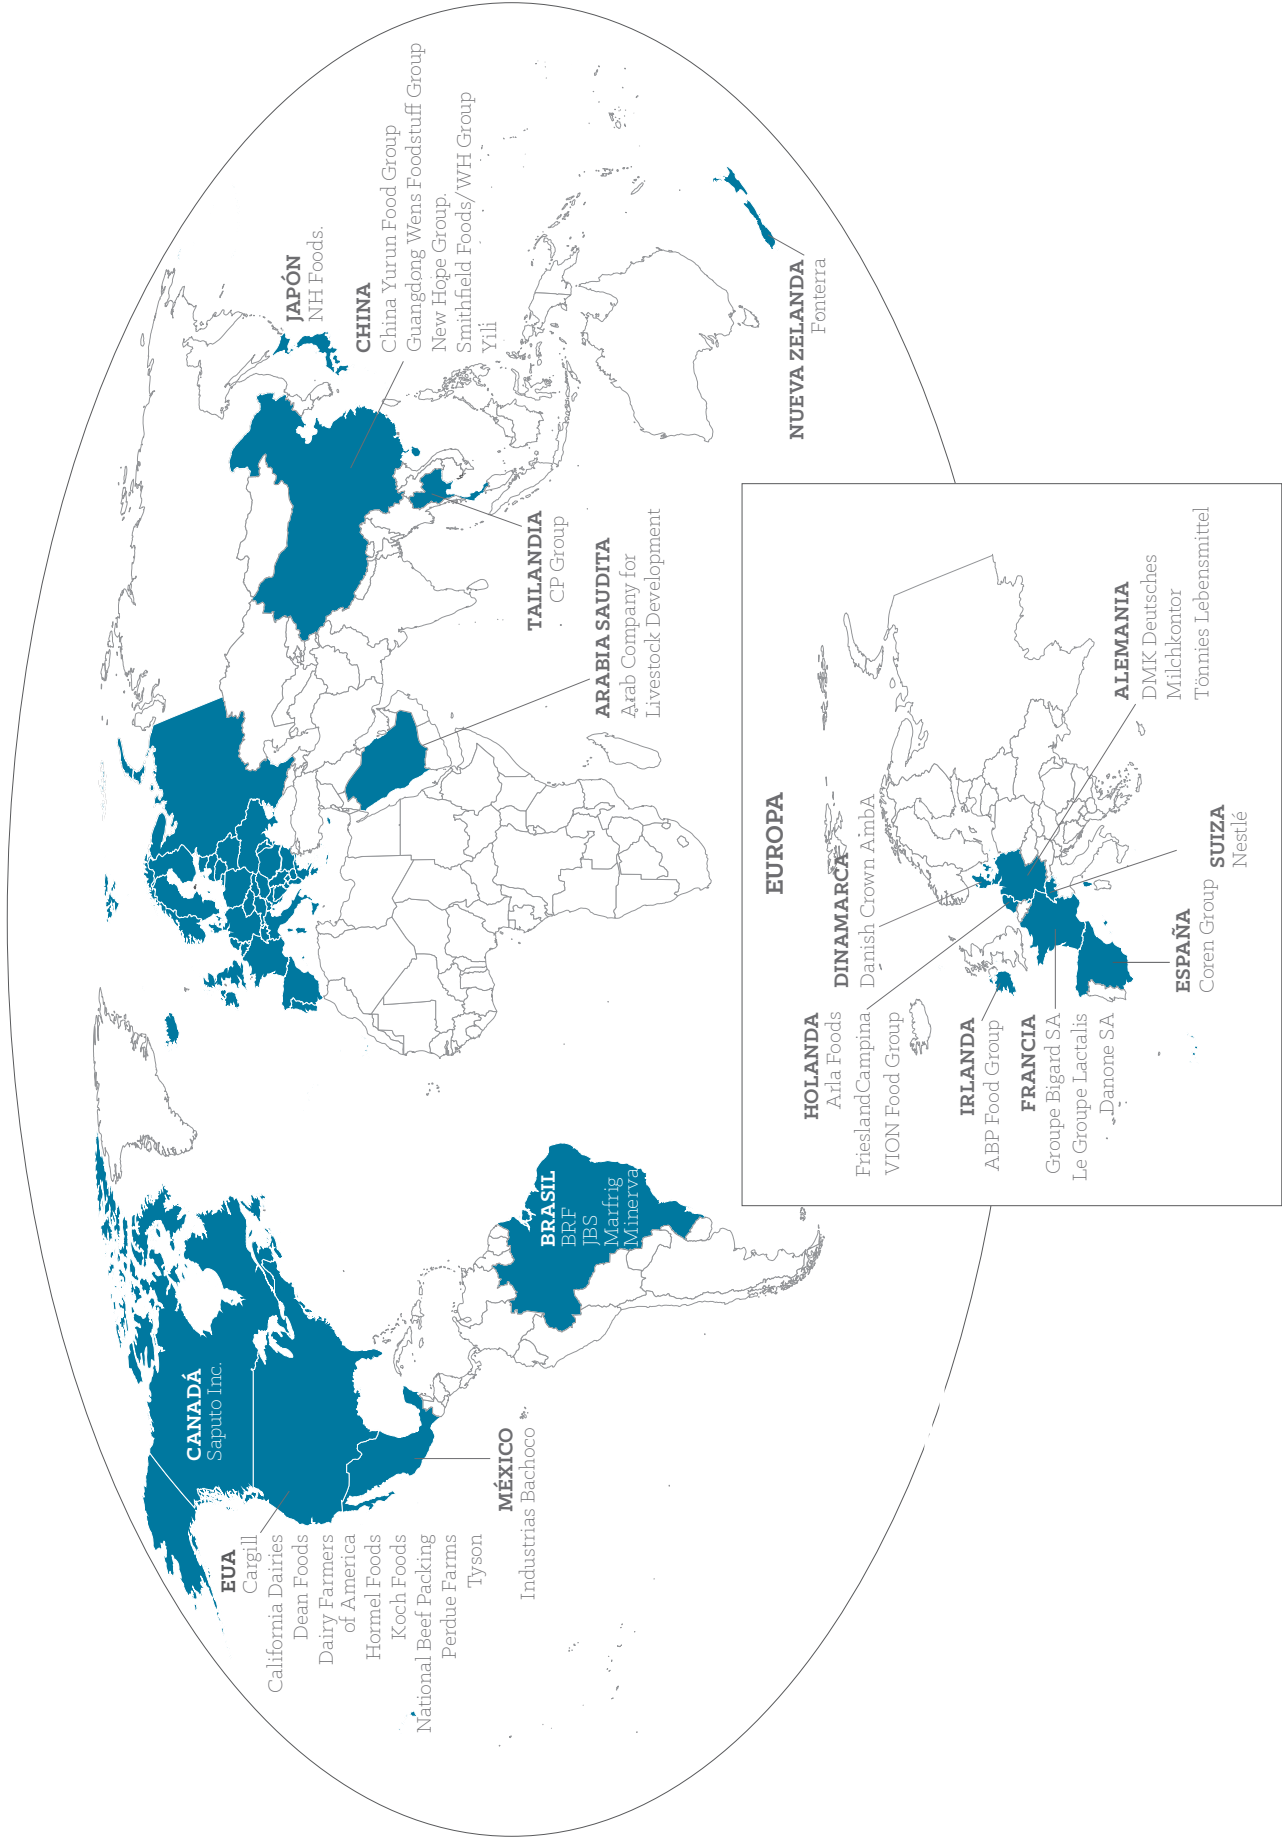 CANADÁ
Saputo Inc.
EUA
Cargill
California Dairies
Dean Foods
Dairy Farmers
of America
Hormel Foods
Koch Foods
National Beef Packing
Perdue Farms
Tyson
MÉXICO
Industrias Bachoco
BRASIL
BRF
JBS
Marfrig
Minerva
JAPÓN
NH Foods.
CHINA
China Yurun Food Group
Guangdong Wens Foodstuff Group
New Hope Group.
Smithfield Foods/WH Group
Yili
TAILANDIA
CP Group
ARABIA SAUDITA
Arab Company for
Livestock Development
NUEVA ZELANDA
Fonterra
EUROPA
HOLANDA
Arla Foods
FrieslandCampina
VION Food Group
DINAMARCA
Danish Crown AmbA
IRLANDA
ABP Food Group
FRANCIA
Groupe Bigard SA
Le Groupe Lactalis
Danone SA
ALEMANIA
DMK Deutsches
Milchkontor
Tönnies Lebensmittel
ESPAÑA
Coren Group
SUIZA
Nestlé